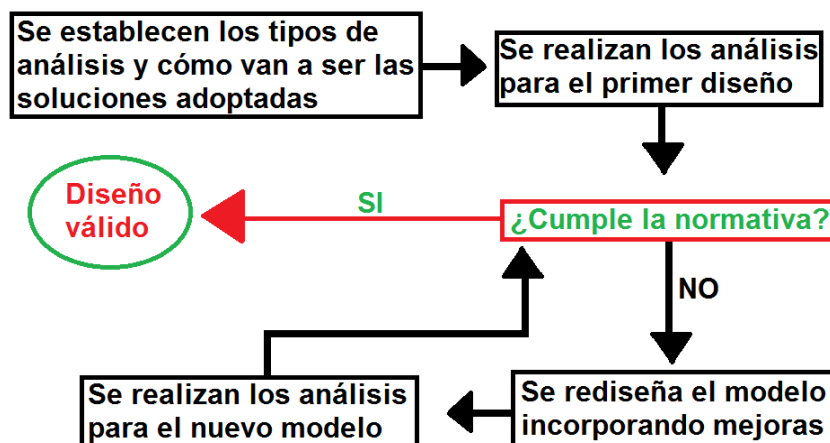 Se establecen los tipos de
análisis y cómo van a ser las
soluciones adoptadas
Se realizan los análisis
para el primer diseño
¿Cumple la normativa?
SI
Diseño
válido
NO
Se rediseña el modelo
incorporando mejoras
Se realizan los análisis
para el nuevo modelo